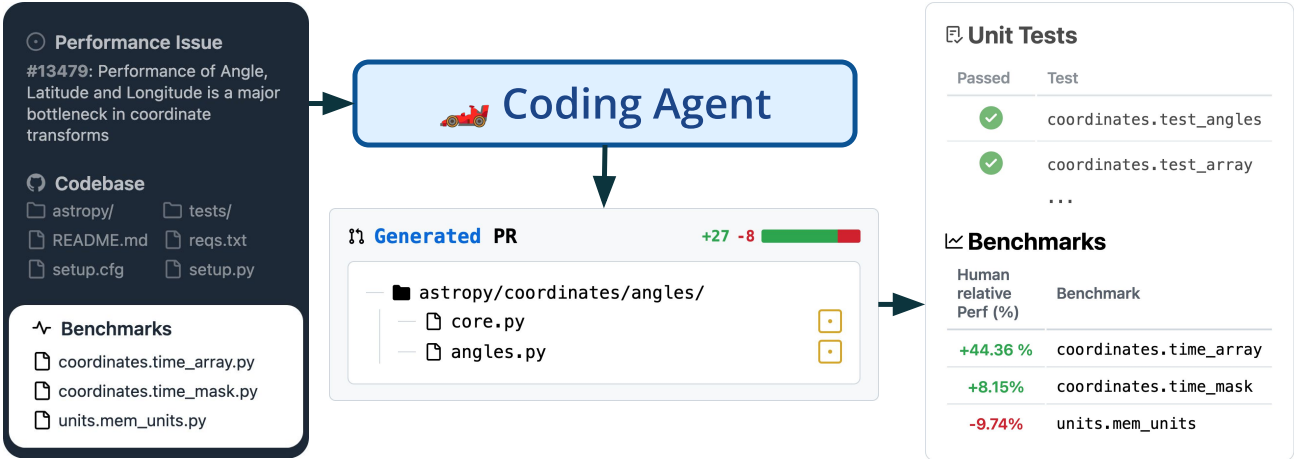 Performance Issue
#13479: Performance of Angle,
Latitude and Longitude is a major
bottleneck in coordinate
transforms
Codebase
astropy/ tests/
README.md reqs.txt
setup.cfg setup.py
Benchmarks
coordinates.time_array.py
coordinates.time_mask.py
units.mem_units.py
Coding Agent
Generated PR +27 -8
astropy/coordinates/angles/
core.py
angles.py
Unit Tests
Passed Test
coordinates.test_angles
coordinates.test_array
...
Benchmarks
Human
relative
Perf (%) Benchmark
+44.36 % coordinates.time_array
+8.15% coordinates.time_mask
-9.74% units.mem_units